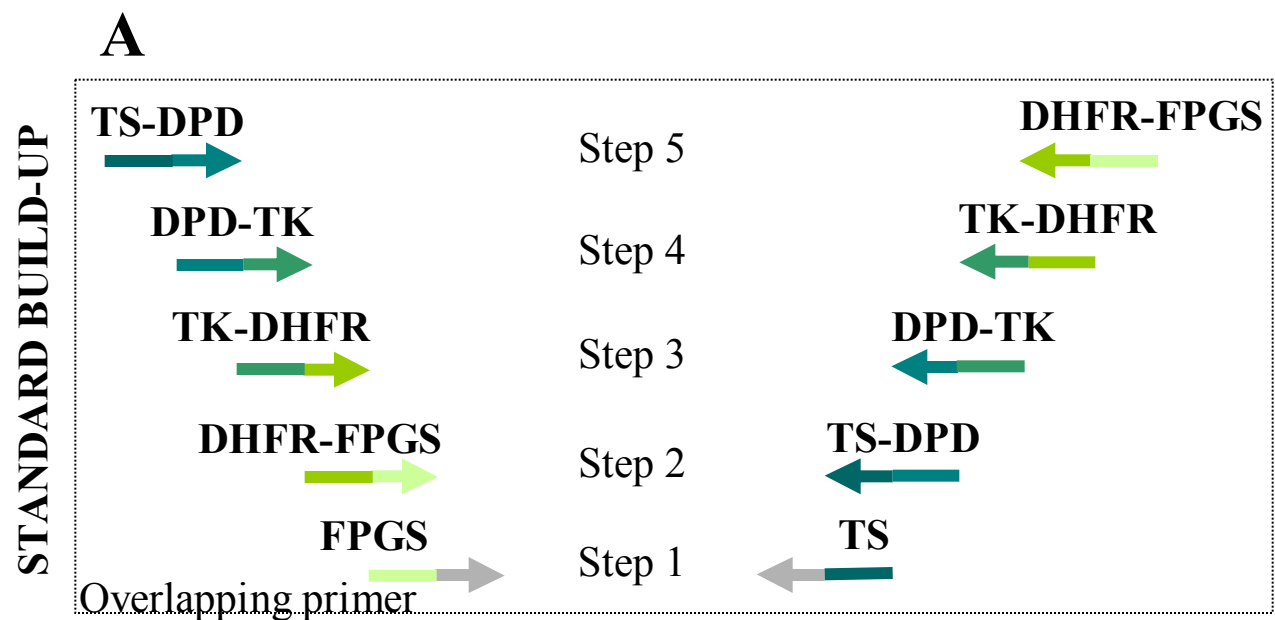 A
STANDARD BUILD-UP
TS-DPD
Step 5
DHFR-FPGS
DPD-TK
Step 4
TK-DHFR
TK-DHFR
Step 3
DPD-TK
DHFR-FPGS
Step 2
TS-DPD
FPGS
Step 1
TS
Overlapping primer